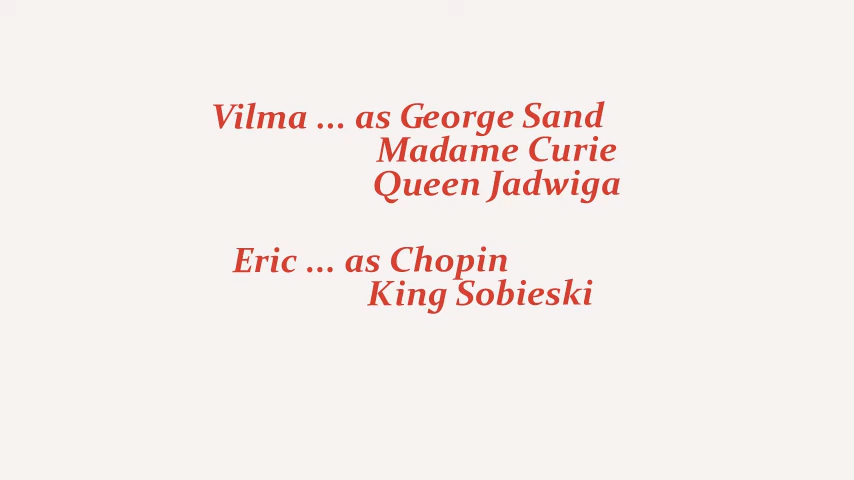 Vilma ... as George Sand
Madame Curie
Queen Jadwiga
Eric ... as Chopin
King Sobieski